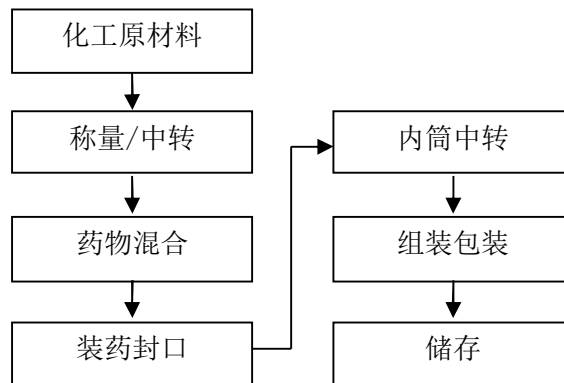 化工原材料
称量/中转
药物混合
装药封口
内筒中转
组装包装
储存